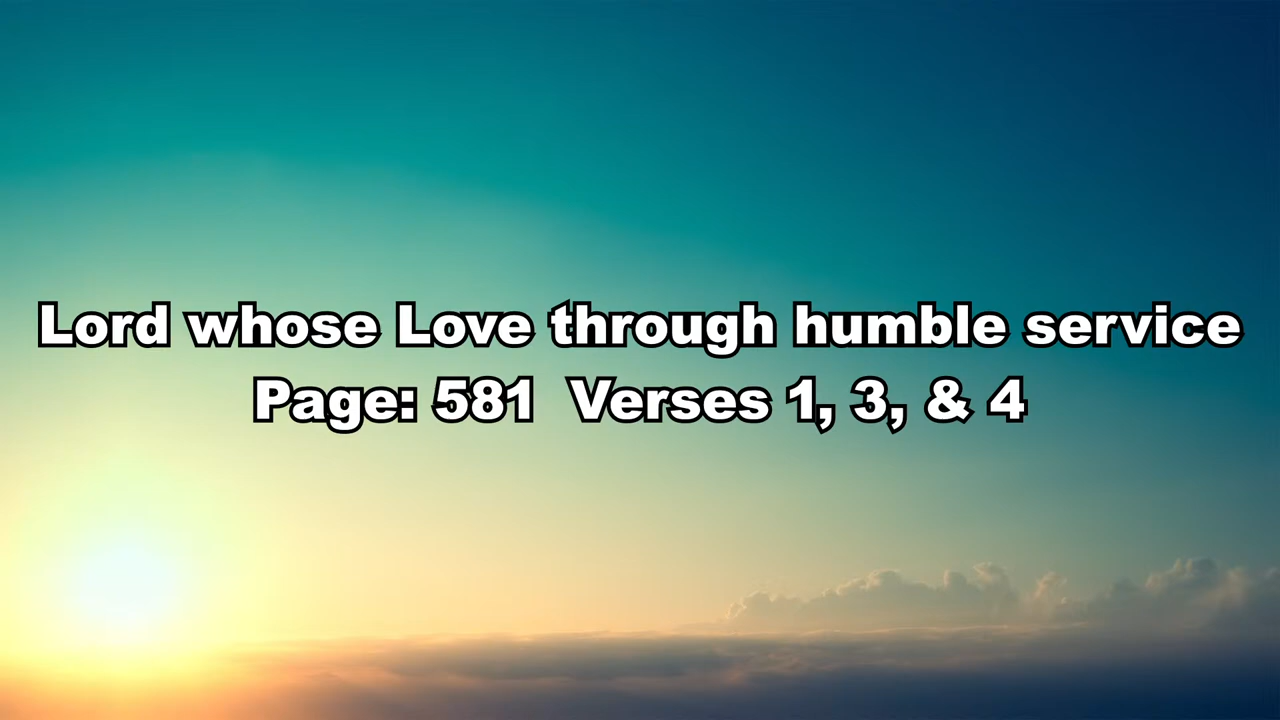 Lord whose Love through humble service
Page: 581  Verses 1, 3, & 4